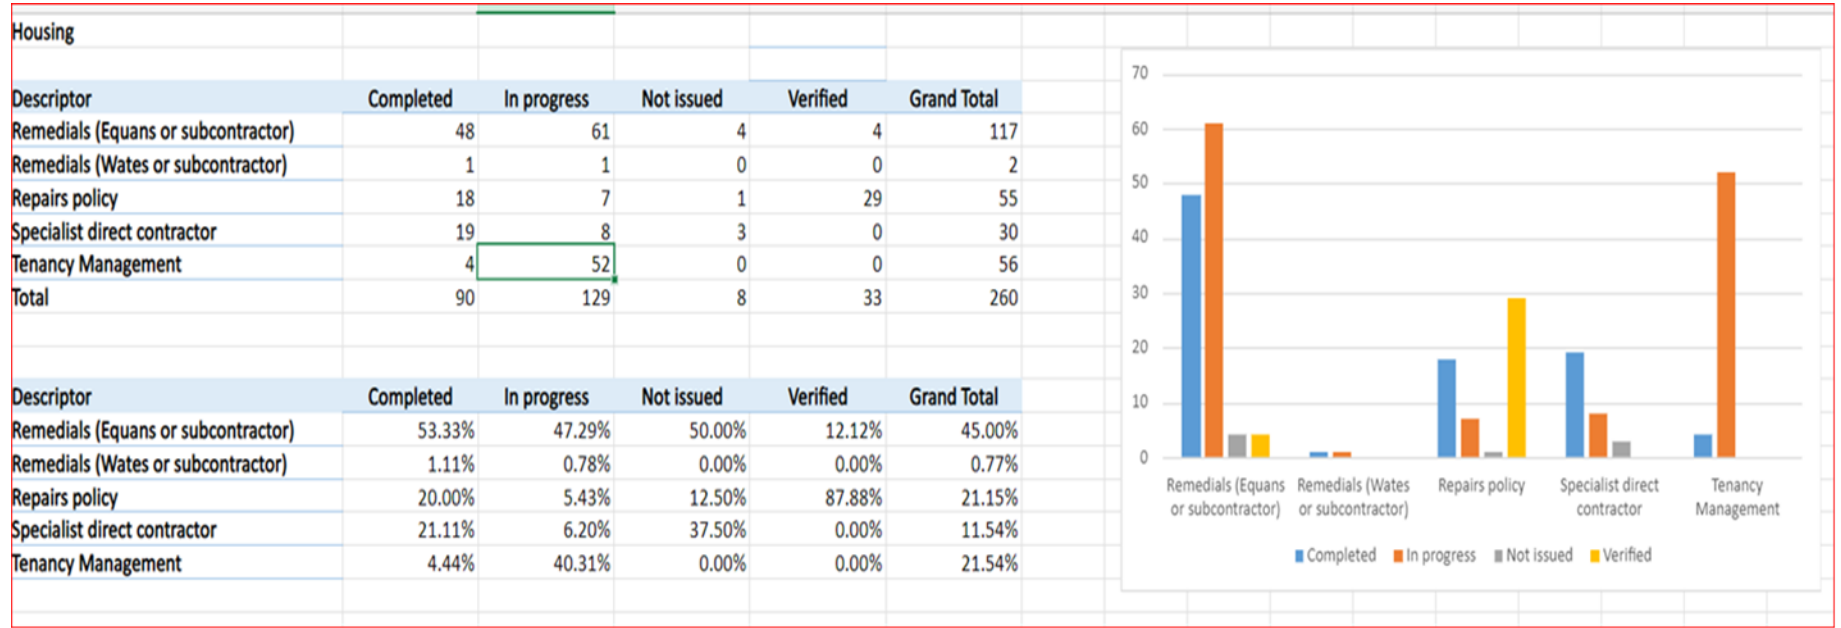 Housing
Descriptor Completed In progress Not issued Verified Grand Total
Remedials (Equans or subcontractor) 48 61 4 4 117
Remedials (Wates or subcontractor) 1 1 0 0 2
Repairs policy 18 7 1 29 55
Specialist direct contractor 19 8 3 0 30
Tenancy Management 4 52 0 0 56
Total 90 129 8 33 260
Descriptor Completed In progress Not issued Verified Grand Total
Remedials (Equans or subcontractor) 53.33% 47.29% 50.00% 12.12% 45.00%
Remedials (Wates or subcontractor) 1.11% 0.78% 0.00% 0.00% 0.77%
Repairs policy 20.00% 5.43% 12.50% 87.88% 21.15%
Specialist direct contractor 21.11% 6.20% 37.50% 0.00% 11.54%
Tenancy Management 4.44% 40.31% 0.00% 0.00% 21.54%
70
60
50
40
30
20
10
0
Remedials (Equans Remedials (Wates Repairs policy Specialist direct Tenancy
or subcontractor) or subcontractor) contractor Management
Completed In progress Not issued Verified